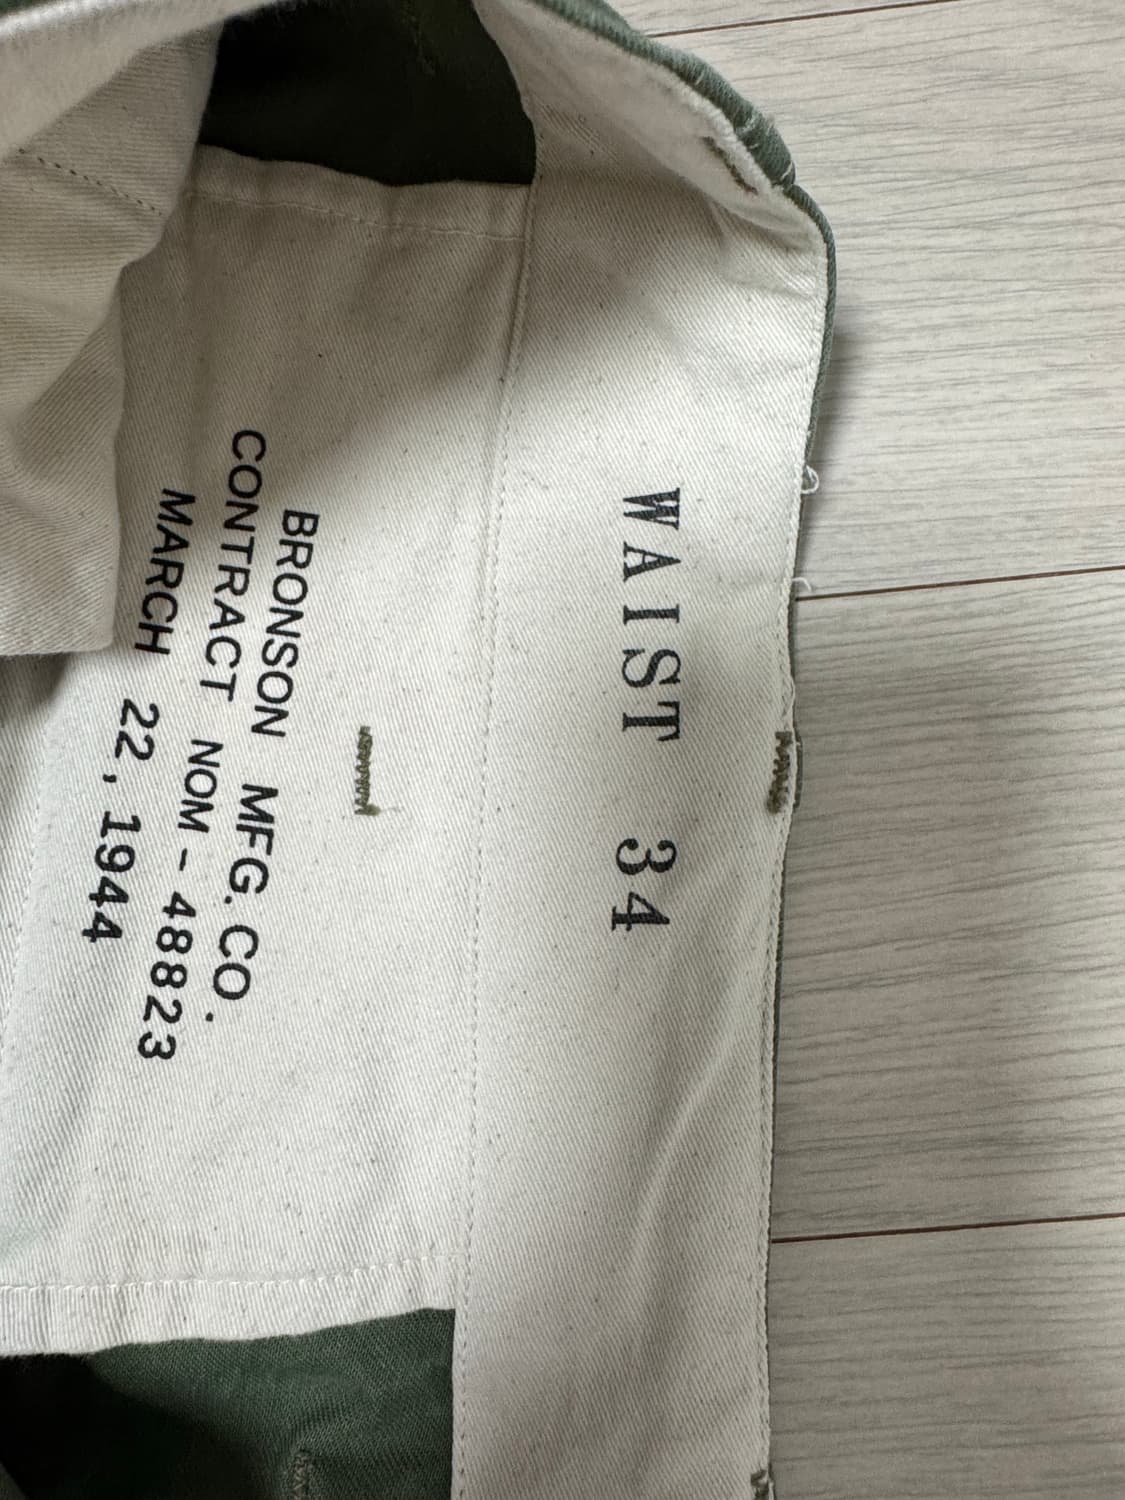 WAIST 34
BRONSON MFG. CO.
CONTRACT NOM - 48823
MARCH 22, 1944